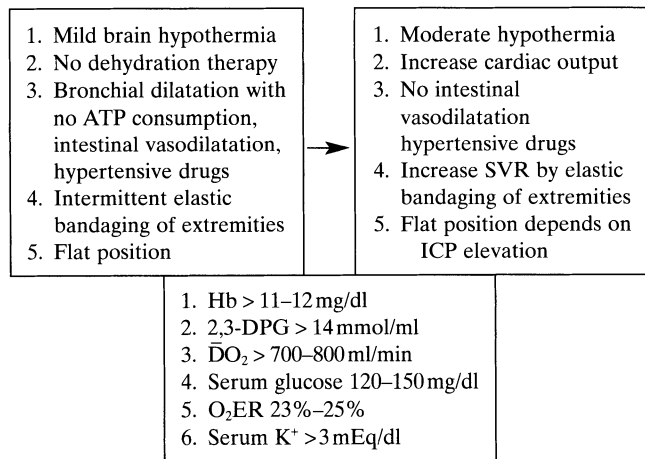 1. Mild brain hypothermia
2. No dehydration therapy
3. Bronchial dilatation with
no ATP consumption,
intestinal vasodilatation,
hypertensive drugs
4. Intermittent elastic
bandaging of extremities
5. Flat position
1. Moderate hypothermia
2. Increase cardiac output
3. No intestinal
vasodilatation
hypertensive drugs
4. Increase SVR by elastic
bandaging of extremities
5. Flat position depends on
ICP elevation
1. Hb > 11–12 mg/dl
2. 2,3-DPG > 14 mmol/ml
3. D̄O₂ > 700–800 ml/min
4. Serum glucose 120–150 mg/dl
5. O₂ER 23%–25%
6. Serum K⁺ >3 mEq/dl